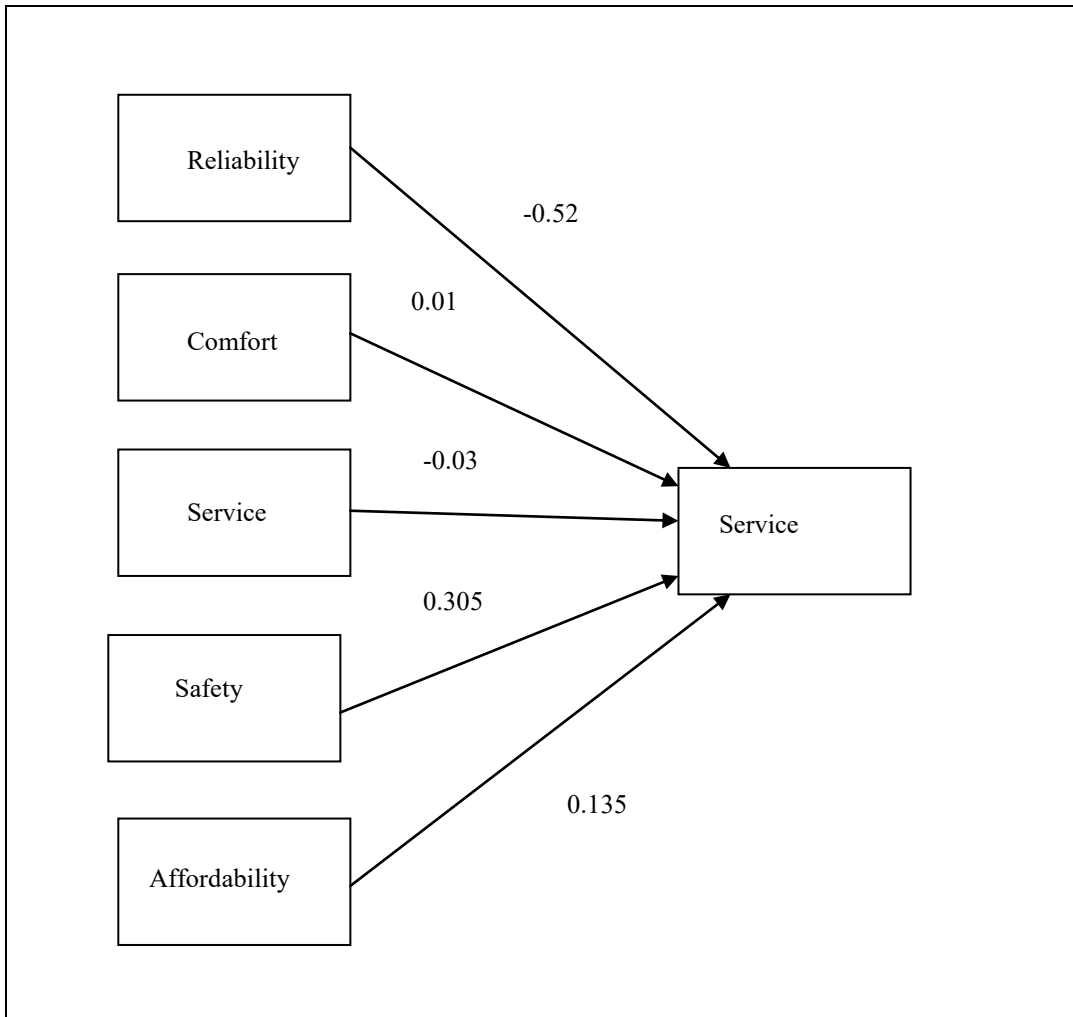 Reliability
-0.52
0.01
Comfort
-0.03
Service
Service
0.305
Safety
0.135
Affordability